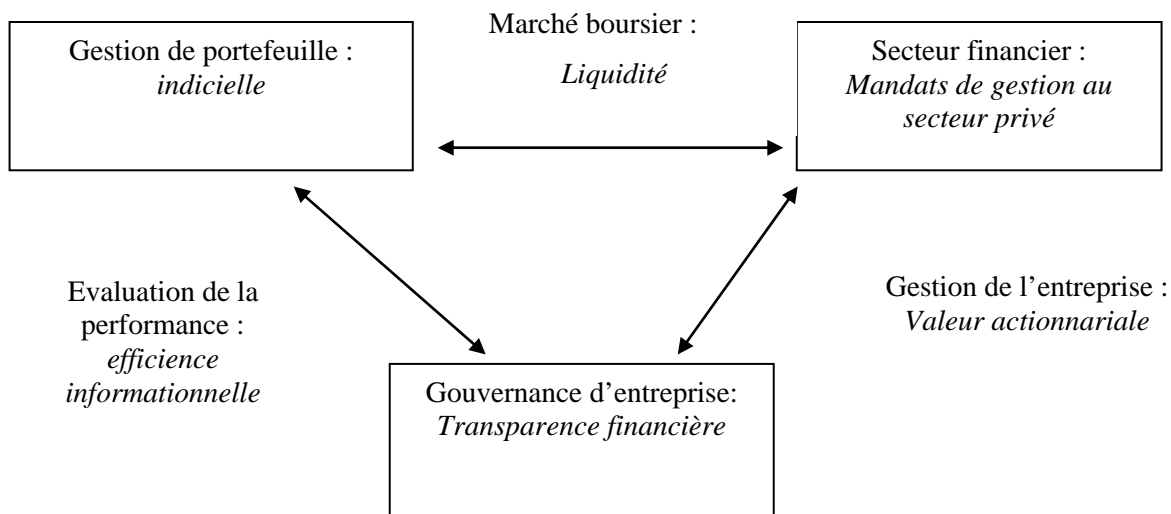 Gestion de portefeuille :
indicielle
Marché boursier :
Liquidité
Secteur financier :
Mandats de gestion au
secteur privé
Evaluation de la
performance :
efficience
informationnelle
Gestion de l’entreprise :
Valeur actionnariale
Gouvernance d’entreprise:
Transparence financière